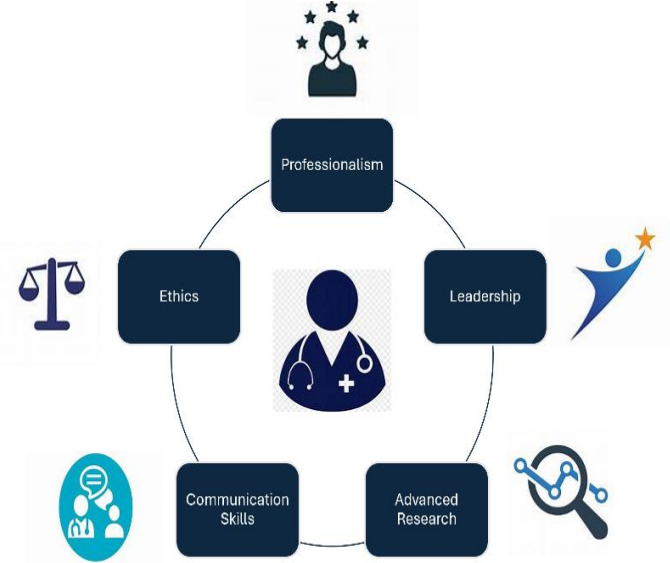 Professionalism
Ethics
Leadership
Communication
Skills
Advanced
Research